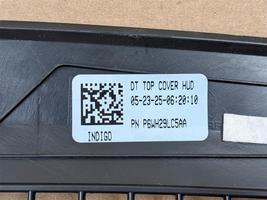 DT TOP COVER HUD
05-23-25-06:20:10
PN P6WH29LC5AA
INDIGO